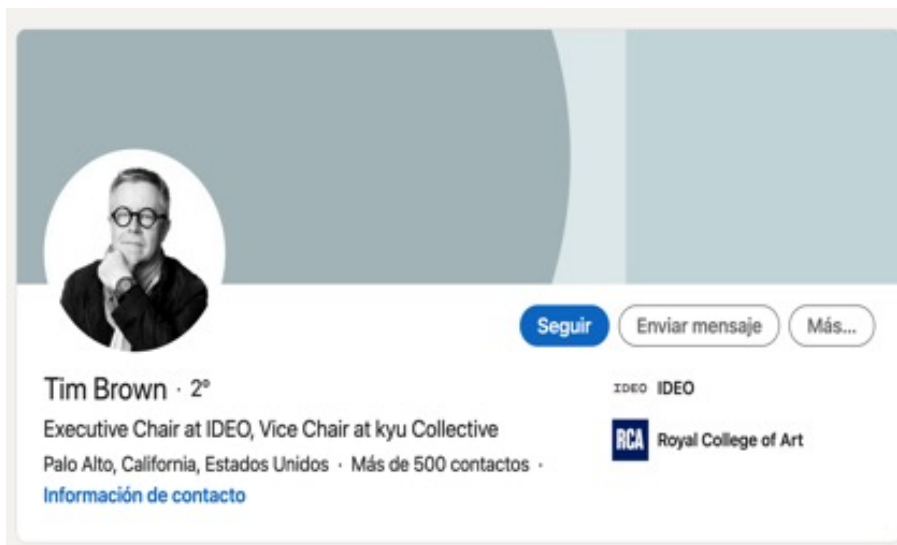 Seguir
Enviar mensaje
Más...
Tim Brown · 2º
Executive Chair at IDEO, Vice Chair at kyu Collective
Palo Alto, California, Estados Unidos · Más de 500 contactos ·
Información de contacto
IDEO IDEO
RCA Royal College of Art